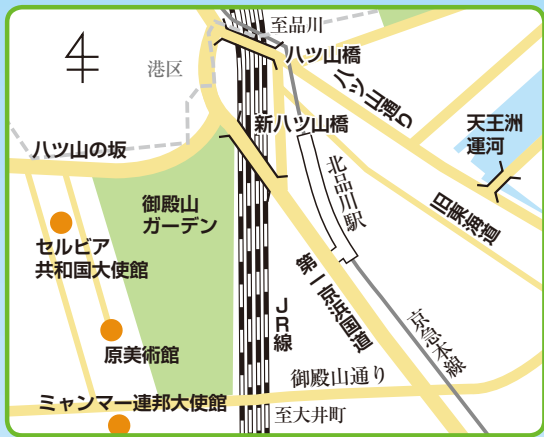 至品川
港区
八ツ山橋
八ツ山通り
新八ツ山橋
天王洲
運河
八ツ山の坂
北品川駅
御殿山
ガーデン
旧東海道
セルビア
共和国大使館
第一京浜国道
JR線
京急本線
原美術館
御殿山通り
ミャンマー連邦大使館
至大井町